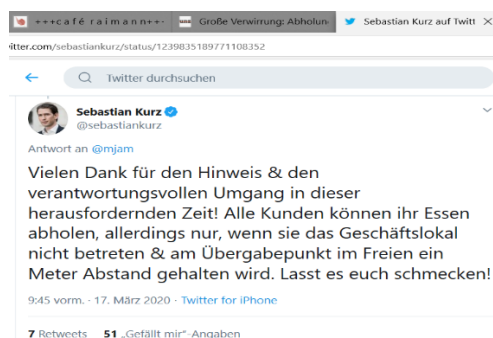 +++café raimann++-
Große Verwirrung: Abholun
Sebastian Kurz auf Twitt
vitter.com/sebastiankurz/status/1239835189771108352
Twitter durchsuchen
Sebastian Kurz
@sebastiankurz
Antwort an @mjam
Vielen Dank für den Hinweis & den
verantwortungsvollen Umgang in dieser
herausfordernden Zeit! Alle Kunden können ihr Essen
abholen, allerdings nur, wenn sie das Geschäftslokal
nicht betreten & am Übergabepunkt im Freien ein
Meter Abstand gehalten wird. Lasst es euch schmecken!
9:45 vorm. · 17. März 2020 · Twitter for iPhone
7 Retweets 51 „Gefällt mir“-Angaben